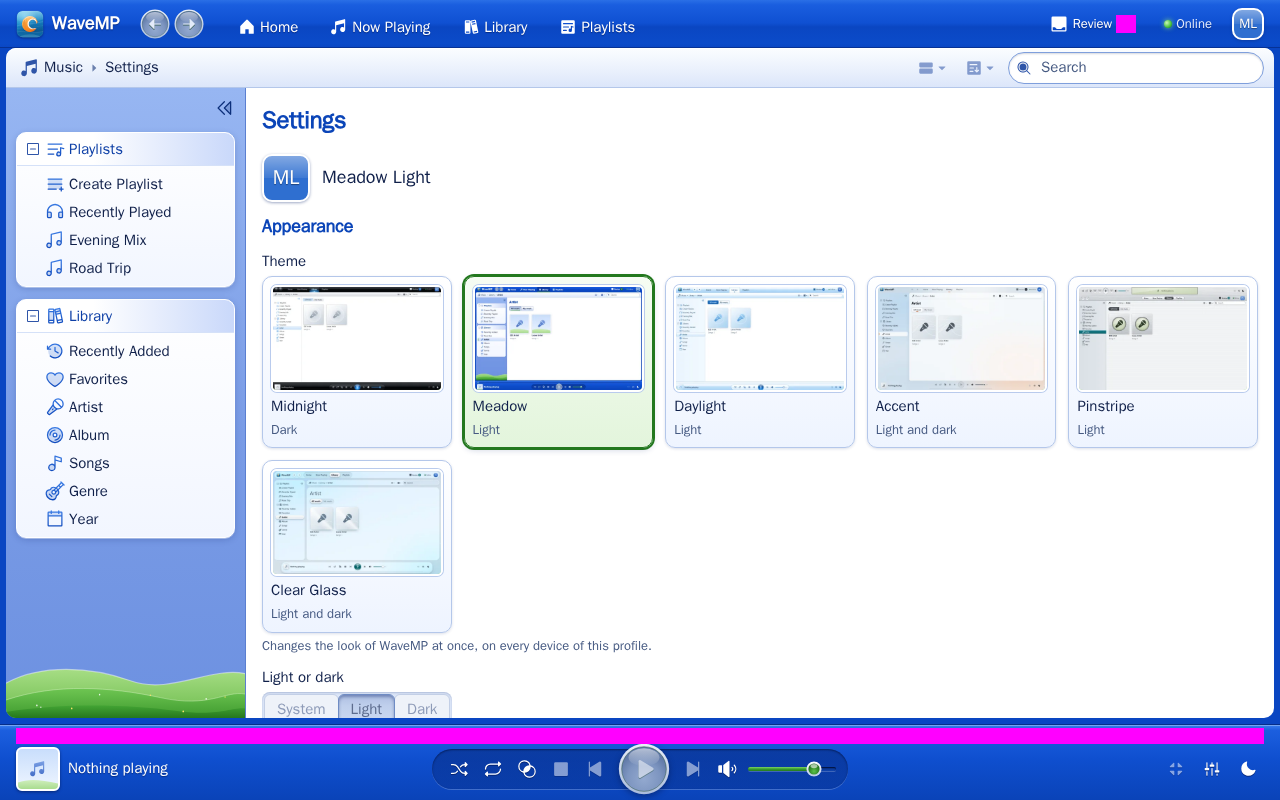 WaveMP
Home
Now Playing
Library
Playlists
Review
Online
ML
Music
Settings
Search
Settings
Playlists
Create Playlist
Recently Played
Evening Mix
Road Trip
Library
Recently Added
Favorites
Artist
Album
Songs
Genre
Year
ML
Meadow Light
Appearance
Theme
Midnight
Dark
Meadow
Light
Daylight
Light
Accent
Light and dark
Pinstripe
Light
Clear Glass
Light and dark
Changes the look of WaveMP at once, on every device of this profile.
Light or dark
System
Light
Dark
Nothing playing